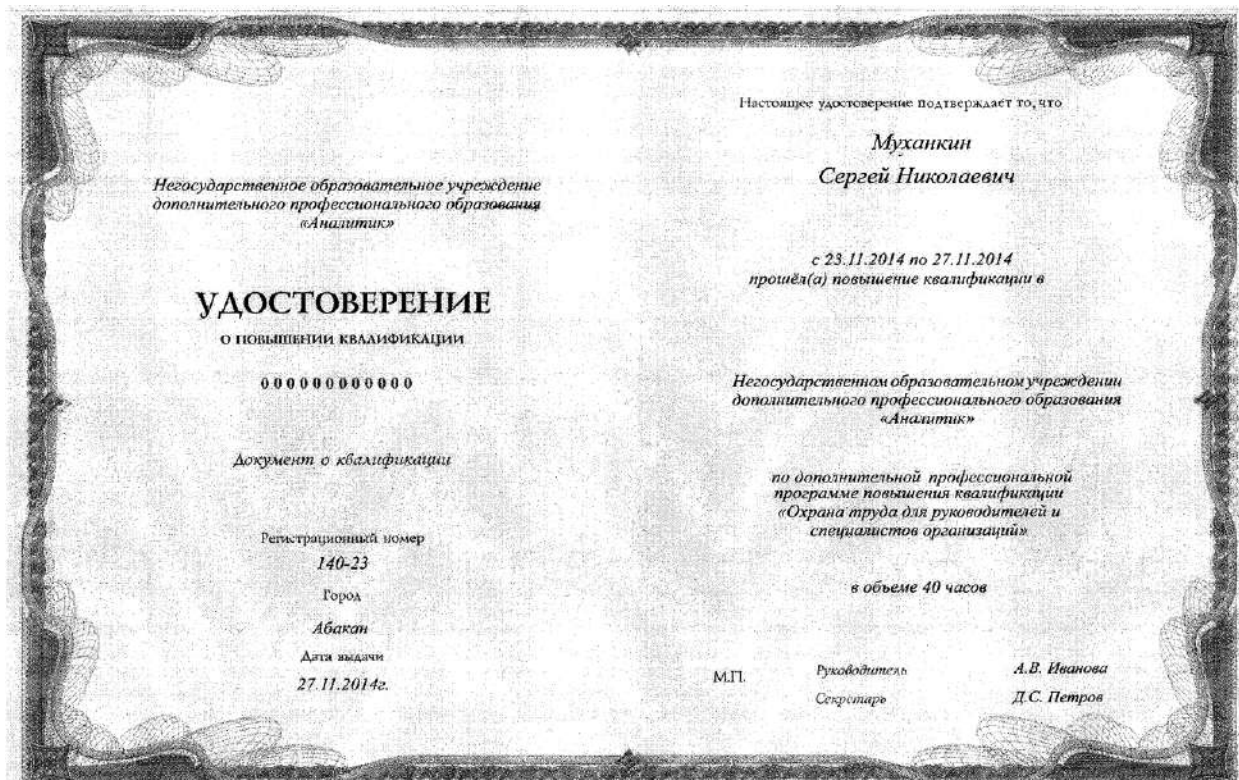 Негосударственное образовательное учреждение
дополнительного профессионального образования
«Аналитик»
УДОСТОВЕРЕНИЕ
О ПОВЫШЕНИИ КВАЛИФИКАЦИИ
000000000000
Документ о квалификации
Регистрационный номер
140-23
Город
Абакан
Дата выдачи
27.11.2014г.
Настоящее удостоверение подтверждает то, что
Муханкин
Сергей Николаевич
с 23.11.2014 по 27.11.2014
прошёл(а) повышение квалификации в
Негосударственном образовательном учреждении
дополнительного профессионального образования
«Аналитик»
по дополнительной профессиональной
программе повышения квалификации
«Охрана труда для руководителей и
специалистов организаций»
в объеме 40 часов
М.П.
Руководитель А.В. Иванова
Секретарь Д.С. Петров